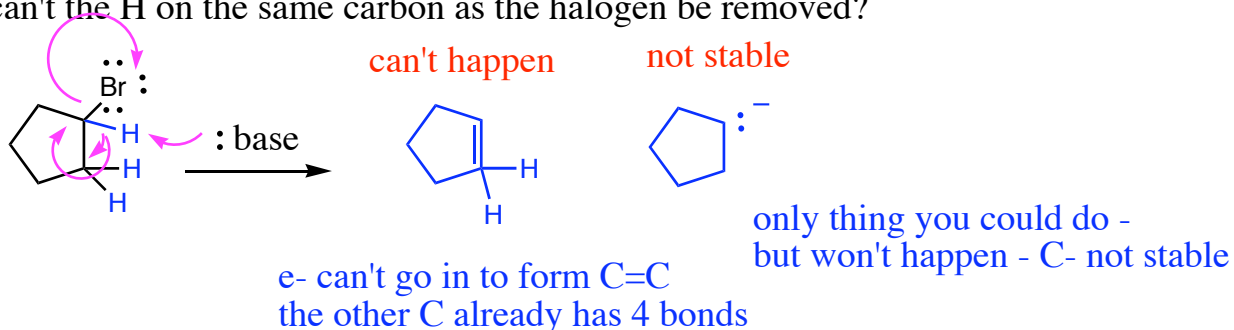 can't the H on the same carbon as the halogen be removed?
can't happen
not stable
Br
H
: base
H
H
H
H
–
only thing you could do -
but won't happen - C- not stable
e- can't go in to form C=C
the other C already has 4 bonds